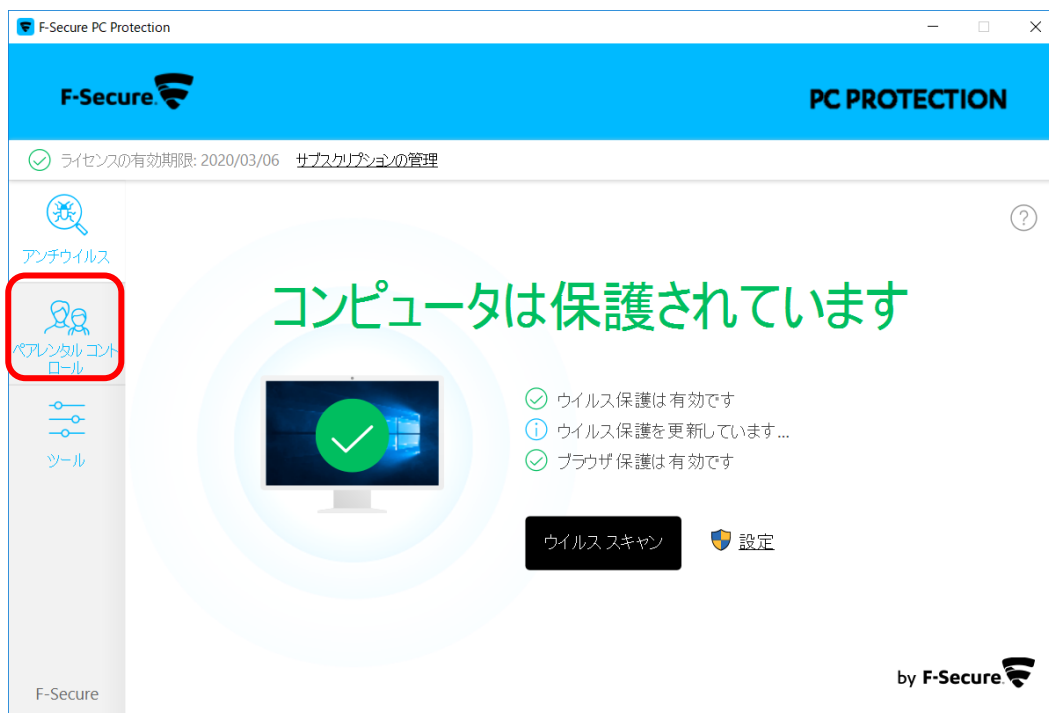 F-Secure PC Protection
F-Secure.
PC PROTECTION
ライセンスの有効期限: 2020/03/06 サブスクリプションの管理
アンチウイルス
ペアレンタル コント
ロール
ツール
コンピュータは保護されています
ウイルス保護は有効です
ウイルス保護を更新しています...
ブラウザ保護は有効です
ウイルス スキャン
設定
F-Secure
by F-Secure.